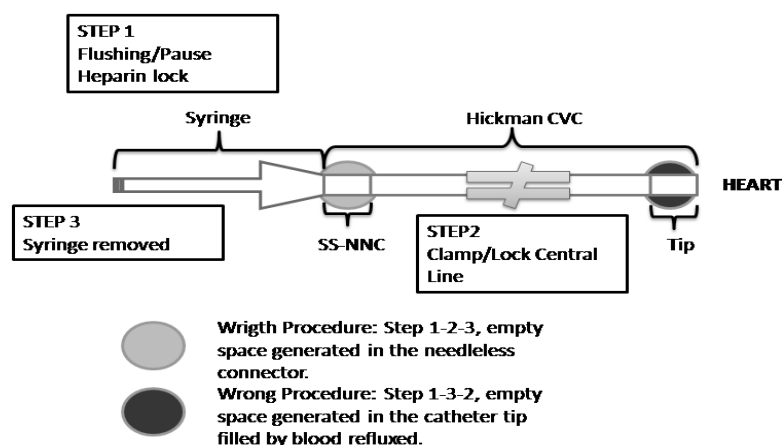 STEP 1
Flushing/Pause
Heparin lock
Syringe
Hickman CVC
HEART
STEP 3
Syringe removed
SS-NNC
STEP2
Clamp/Lock Central
Line
Tip
Wrigth Procedure: Step 1-2-3, empty
space generated in the needleless
connector.
Wrong Procedure: Step 1-3-2, empty
space generated in the catheter tip
filled by blood refluxed.